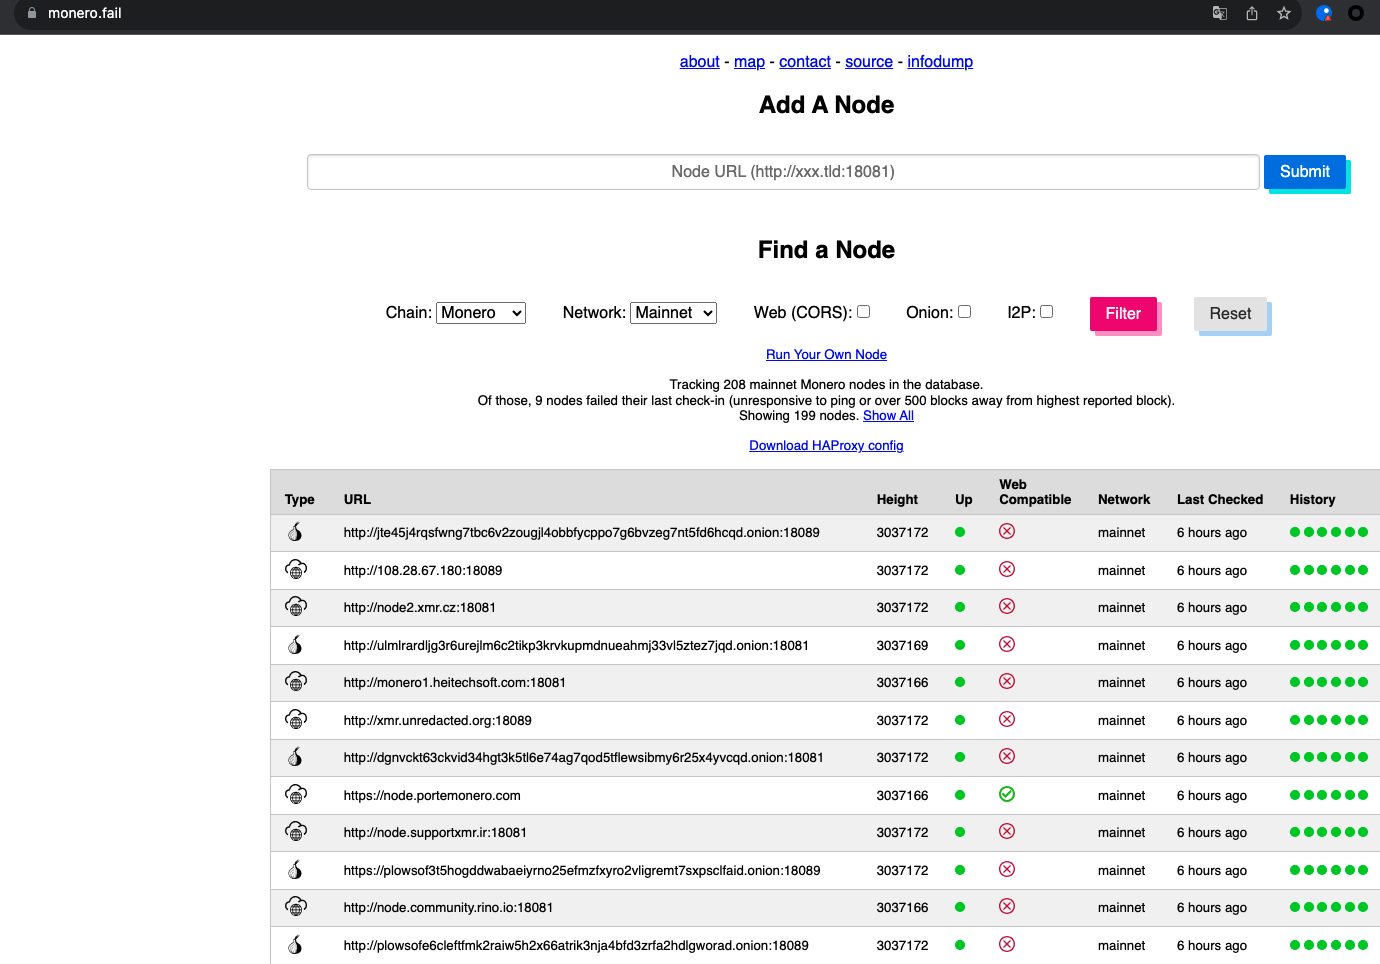 monero.fail
about - map - contact - source - infodump
Add A Node
Node URL (http://xxx.tld:18081) Submit
Find a Node
Chain: Monero Network: Mainnet Web (CORS): Onion: I2P: Filter Reset
Run Your Own Node
Tracking 208 mainnet Monero nodes in the database.
Of those, 9 nodes failed their last check-in (unresponsive to ping or over 500 blocks away from highest reported block).
Showing 199 nodes. Show All
Download HAProxy config
Type URL Height Up Web Compatible Network Last Checked History
http://jte45j4rqsfwng7tbc6v2zougjl4obbfycppo7g6bvzeg7nt5fd6hcqd.onion:18089 3037172 mainnet 6 hours ago
http://108.28.67.180:18089 3037172 mainnet 6 hours ago
http://node2.xmr.cz:18081 3037172 mainnet 6 hours ago
http://ulmlrardljg3r6urejlm6c2tikp3krvkupmdnueahmj33vl5ztez7jqd.onion:18081 3037169 mainnet 6 hours ago
http://monero1.heitechsoft.com:18081 3037166 mainnet 6 hours ago
http://xmr.unredacted.org:18089 3037172 mainnet 6 hours ago
http://dgnvckt63ckvid34hgt3k5tl6e74ag7qod5tflewsibmy6r25x4yvcqd.onion:18081 3037172 mainnet 6 hours ago
https://node.portemonero.com 3037166 mainnet 6 hours ago
http://node.supportxmr.ir:18081 3037172 mainnet 6 hours ago
https://plowsof3t5hogddwabaeiyrno25efmzfxyro2vligremt7sxpsclfaid.onion:18089 3037172 mainnet 6 hours ago
http://node.community.rino.io:18081 3037166 mainnet 6 hours ago
http://plowsofe6cleftfmk2raiw5h2x66atrik3nja4bfd3zrfa2hdlgworad.onion:18089 3037172 mainnet 6 hours ago